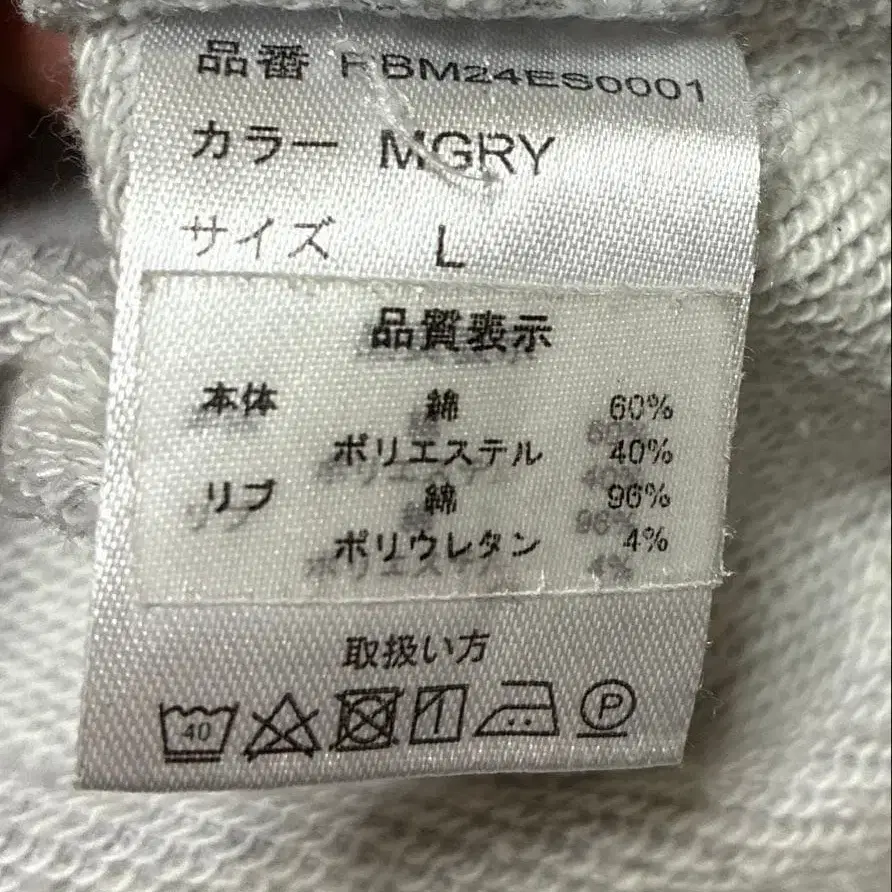 品番 FBM24ES0001
カラー MGRY
サイズ L
品質表示
本体 綿 60%
ポリエステル 40%
リブ 綿 96%
ポリウレタン 4%
取扱い方
40
P